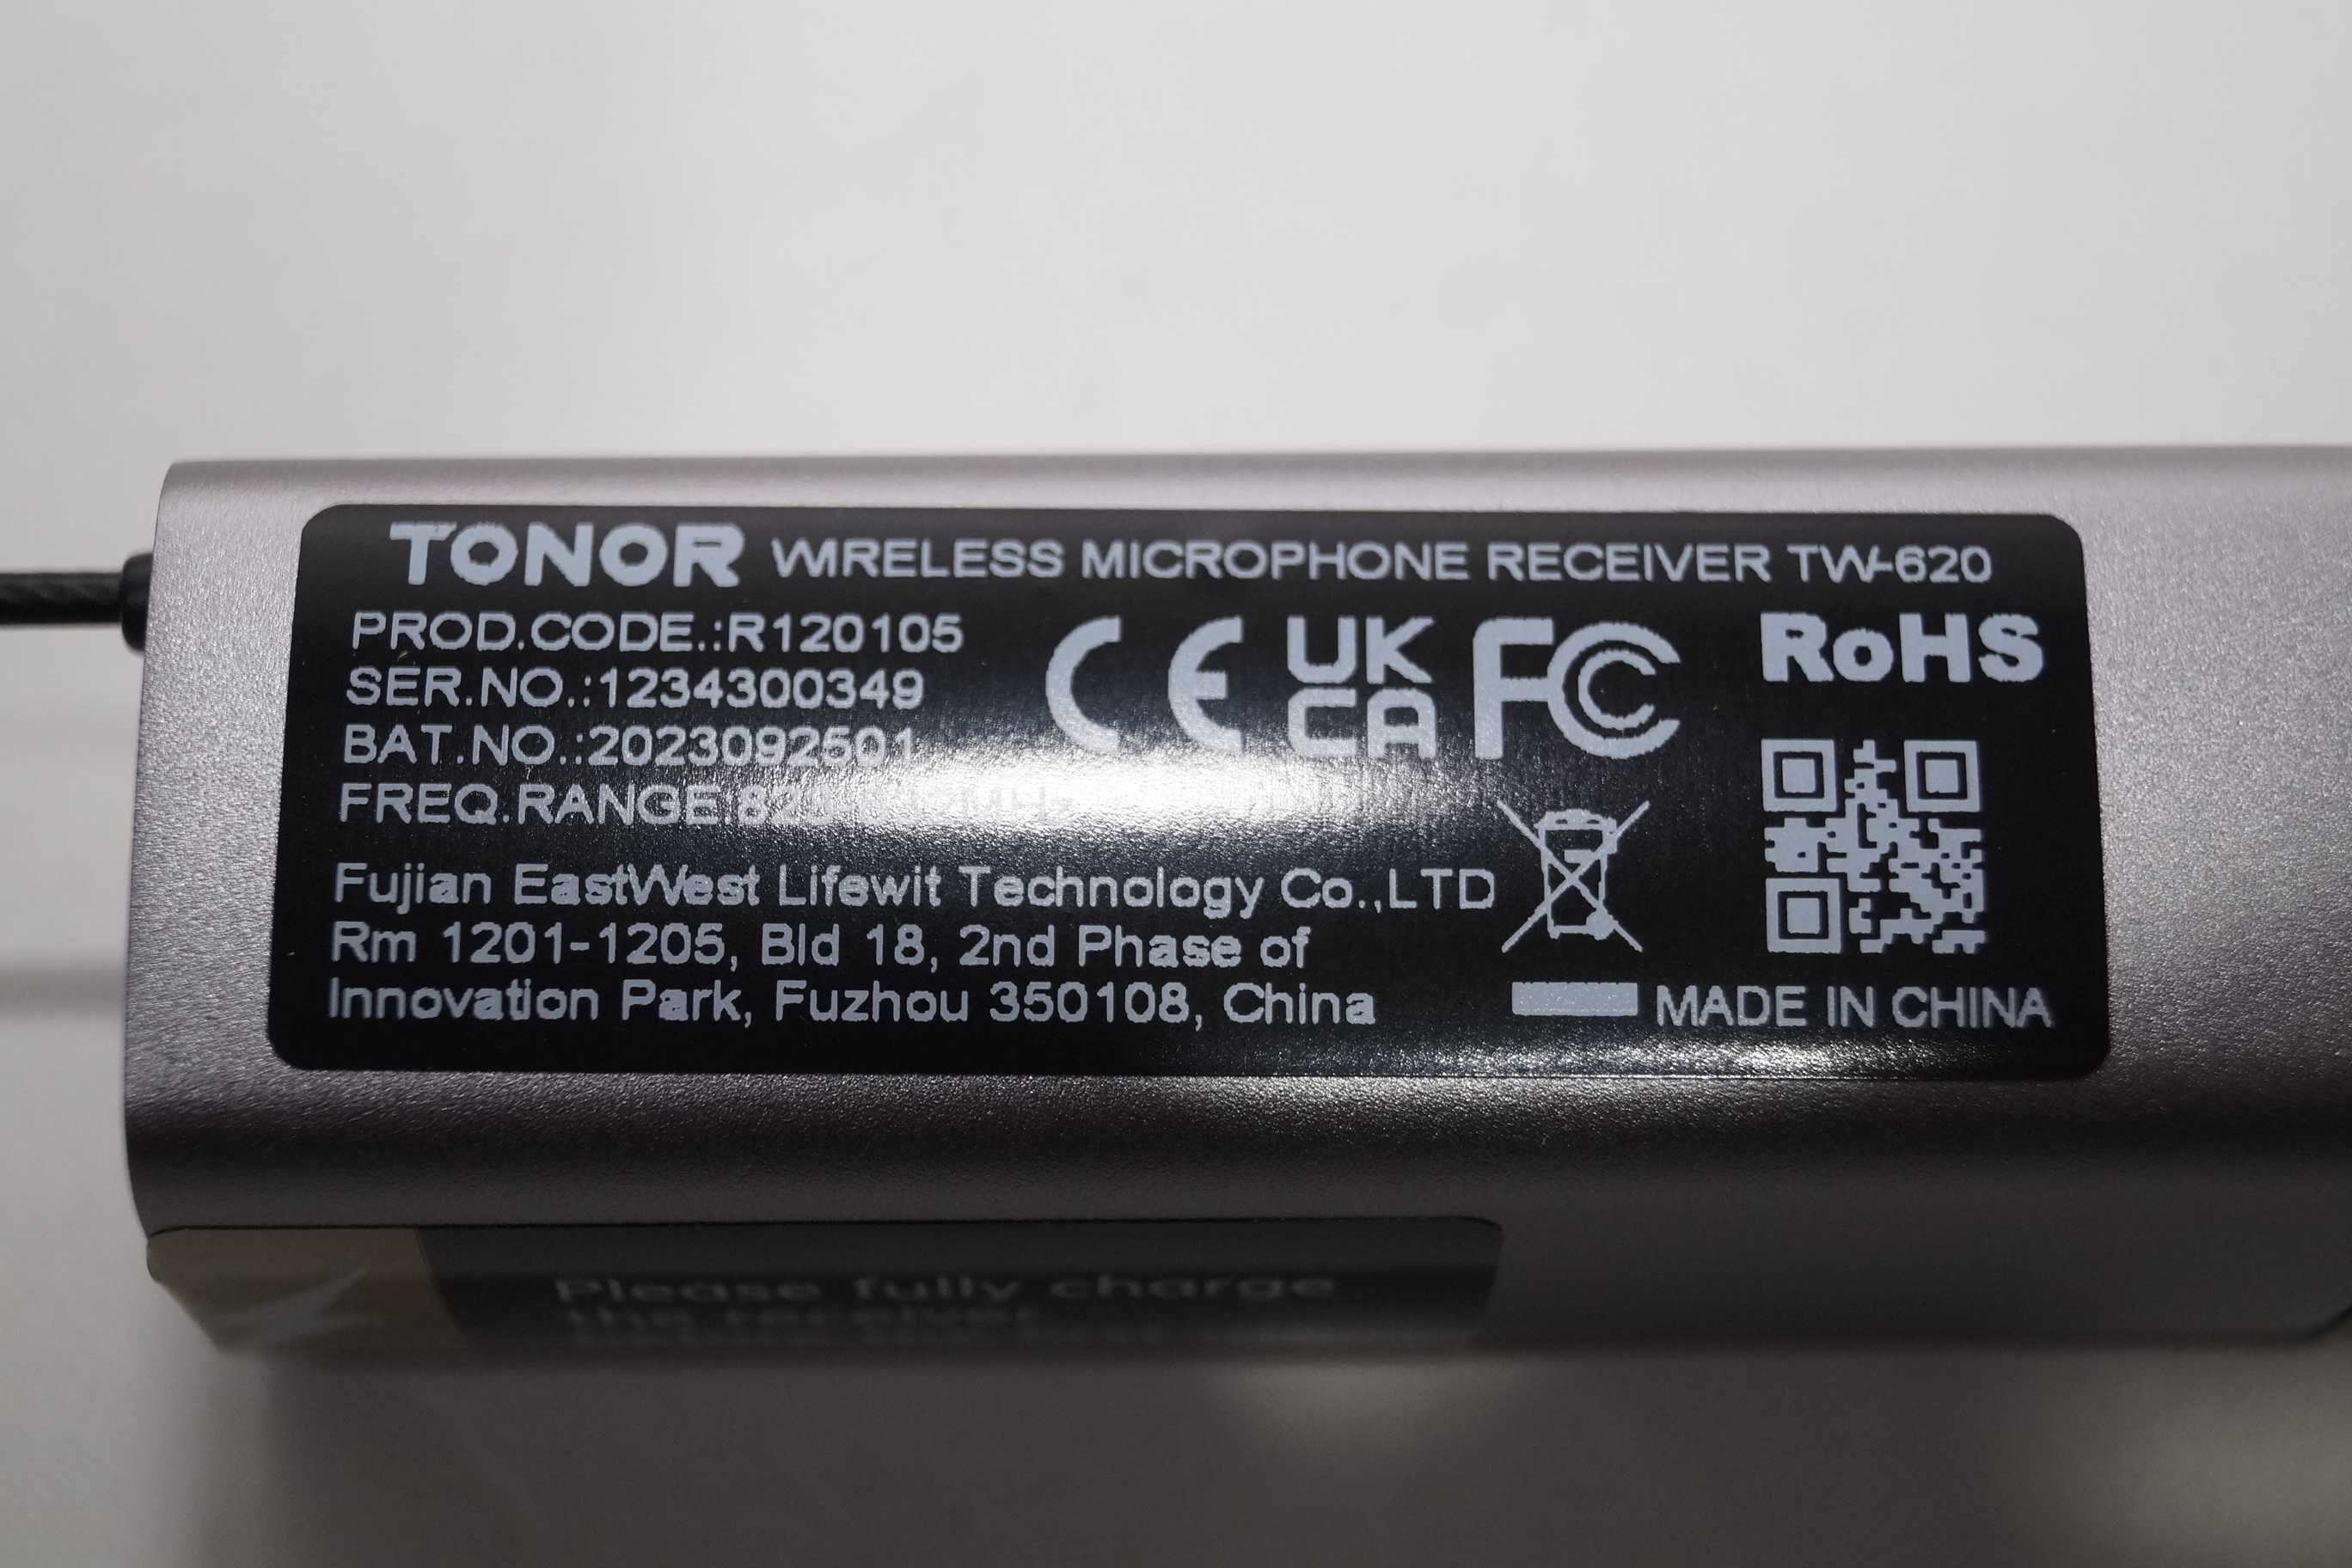 TONOR WIRELESS MICROPHONE RECEIVER TW-620
PROD.CODE.:R120105
SER.NO.:1234300349
BAT.NO.:2023092501
FREQ.RANGE:
CE UK CA FC RoHS
Fujian EastWest Lifewit Technology Co.,LTD
Rm 1201-1205, Bld 18, 2nd Phase of
Innovation Park, Fuzhou 350108, China
MADE IN CHINA
Please fully charge
the receiver